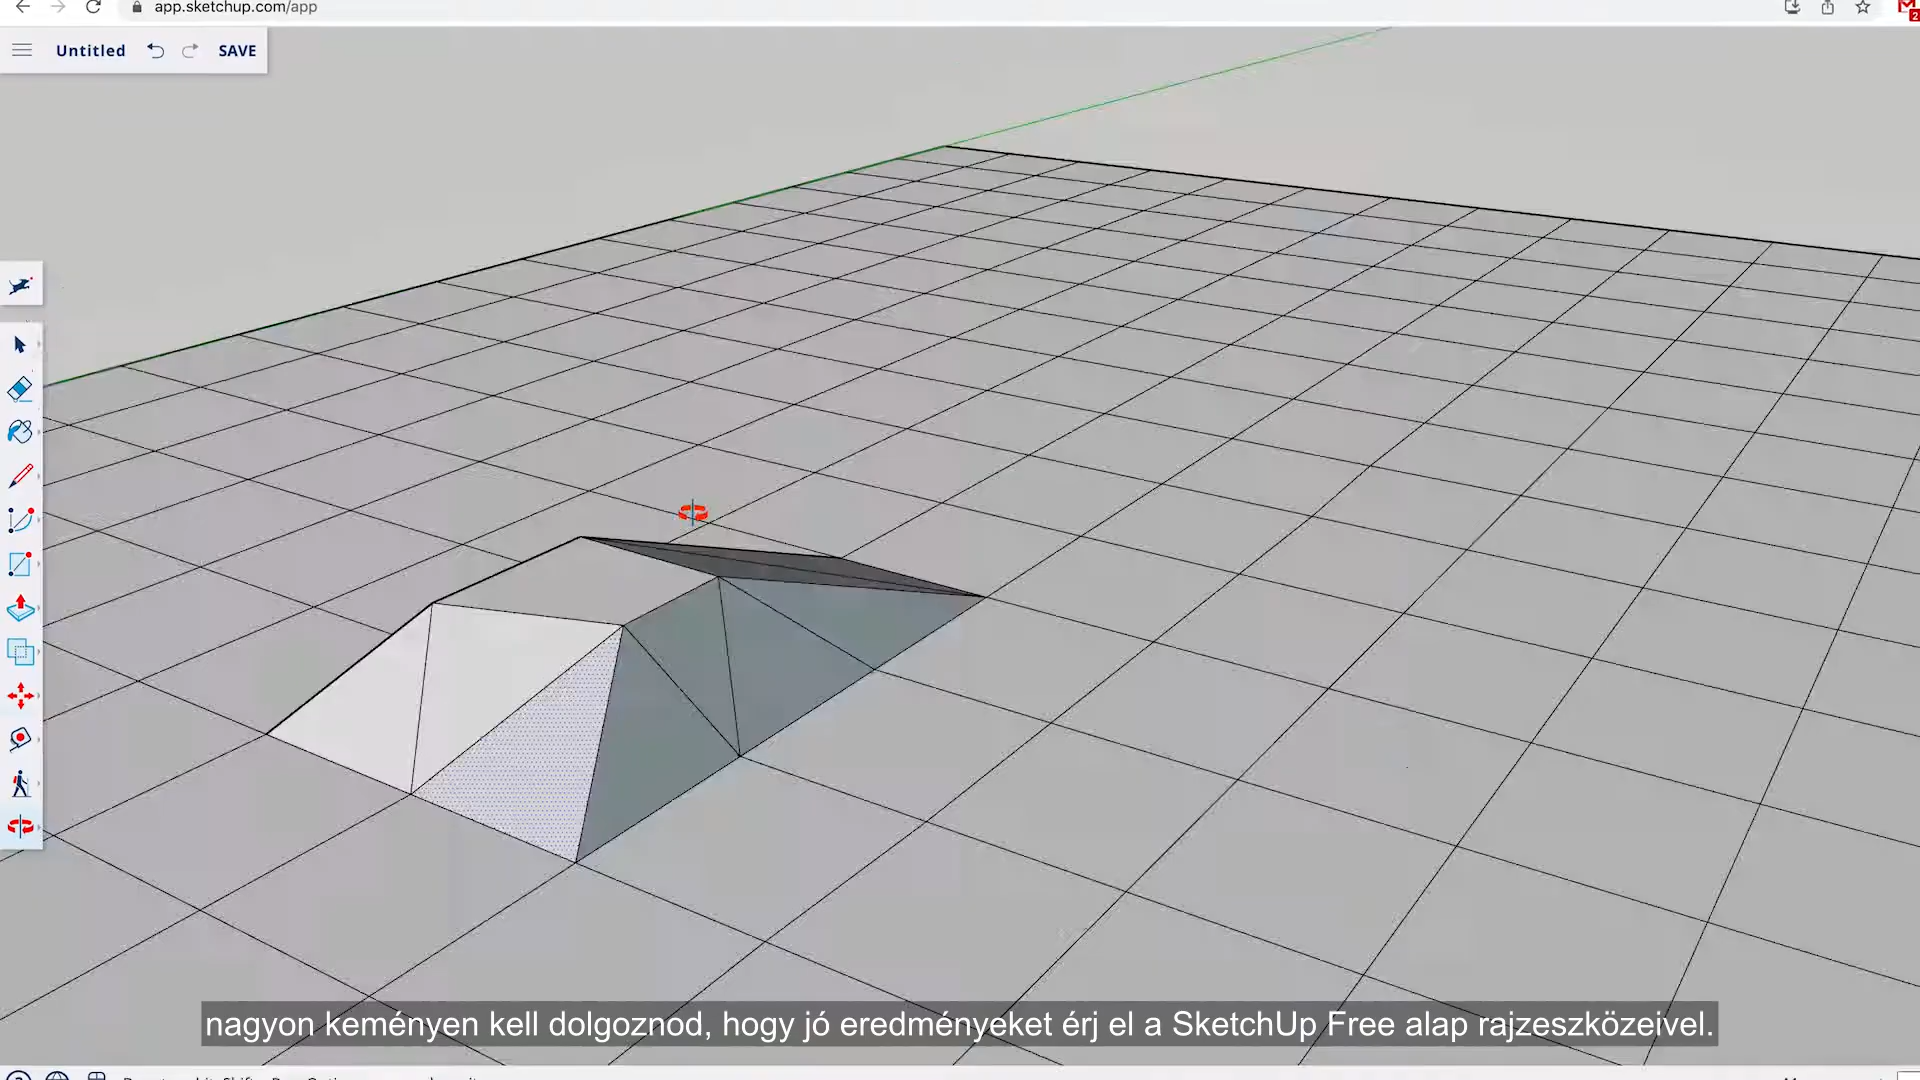 app.sketchup.com/app
2
Untitled
SAVE
nagyon keményen kell dolgoznod, hogy jó eredményeket érj el a SketchUp Free alap rajzeszközeivel.